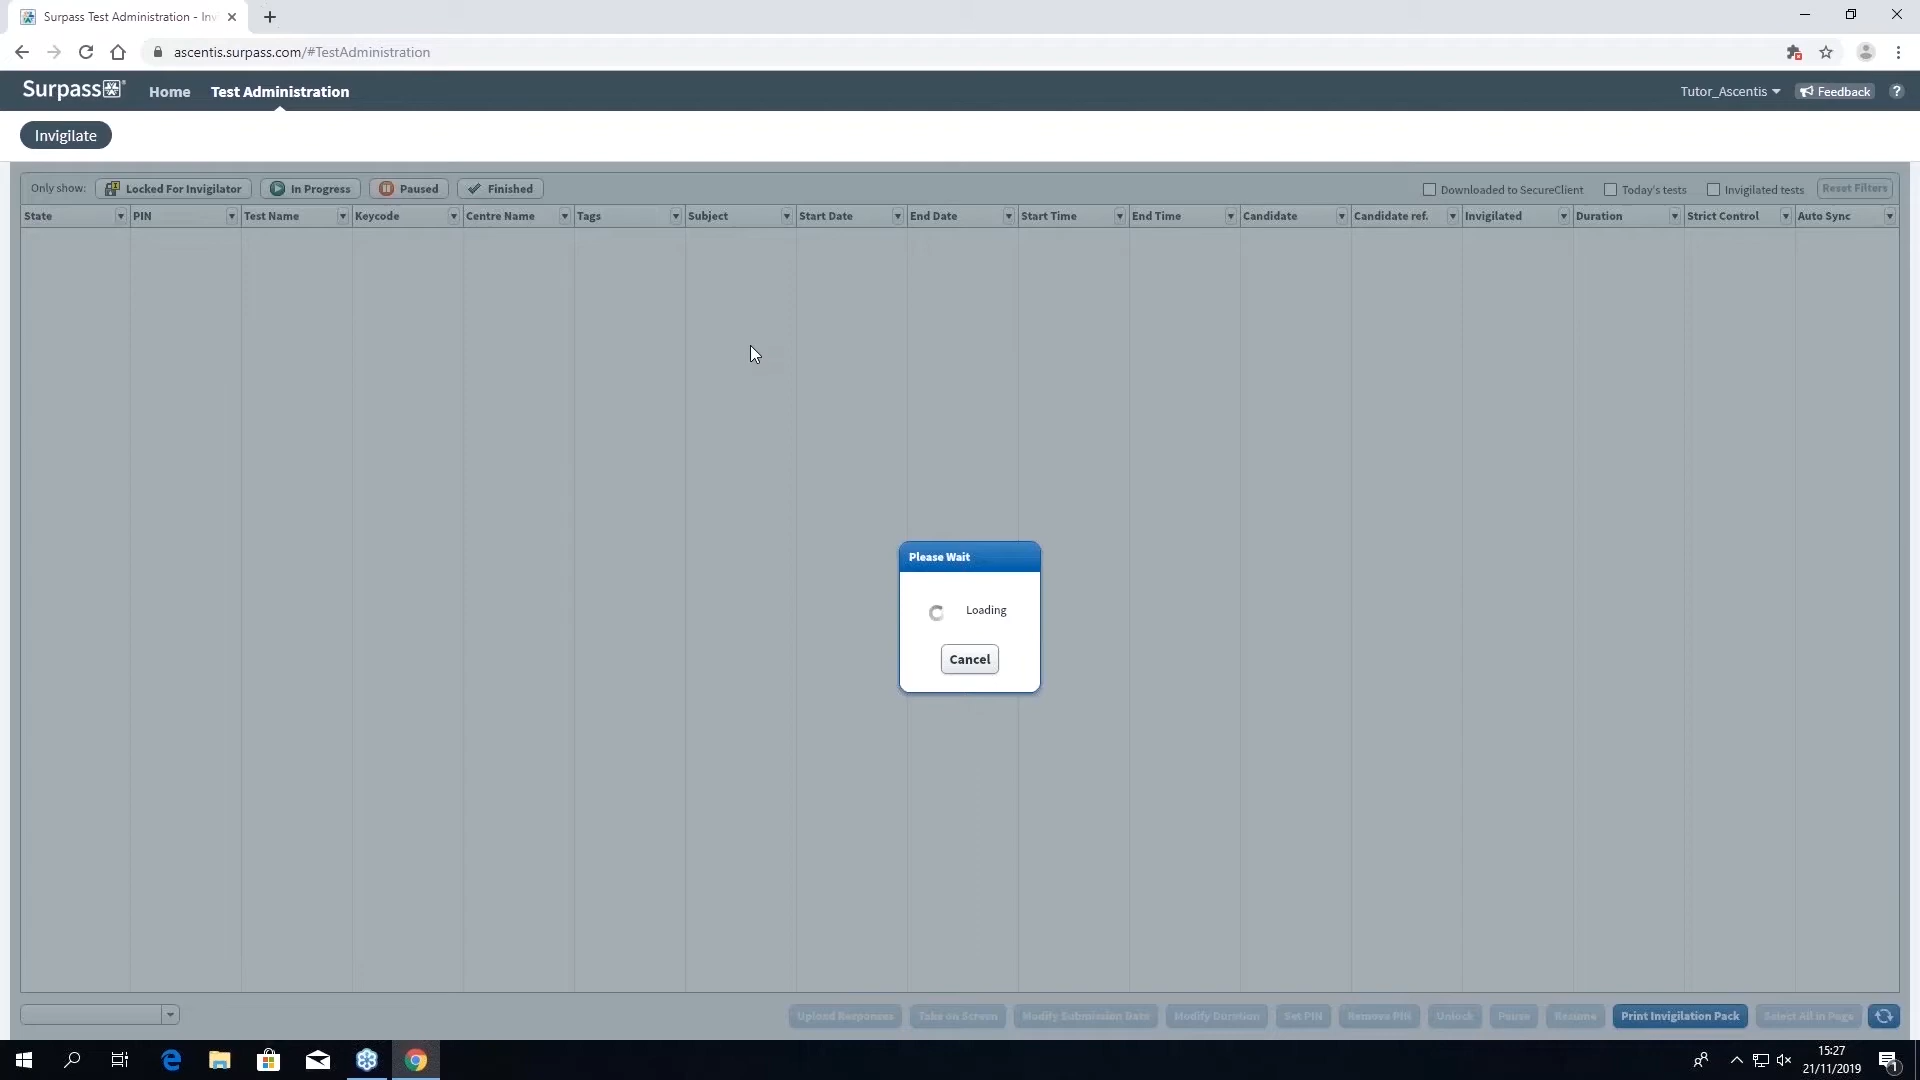 Surpass Test Administration - Inv
ascentis.surpass.com/#TestAdministration
Surpass Home Test Administration Tutor_Ascentis Feedback ?
Invigilate
Only show: Locked For Invigilator In Progress Paused Finished Downloaded to SecureClient Today's tests Invigilated tests Reset Filters
State PIN Test Name Keycode Centre Name Tags Subject Start Date End Date Start Time End Time Candidate Candidate ref. Invigilated Duration Strict Control Auto Sync
Please Wait
Loading
Cancel
Upload Responses Take on Screen Modify Submission Date Modify Duration Set PIN Remove PIN Unlock Pause Resume Print Invigilation Pack Select All in Page
15:27
21/11/2019
1